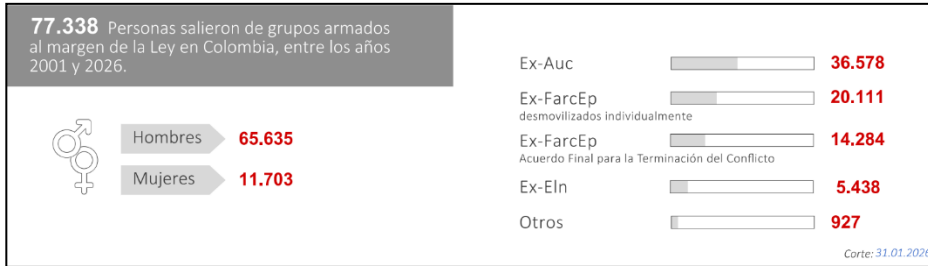 77.338 Personas salieron de grupos armados
al margen de la Ley en Colombia, entre los años
2001 y 2026.
Hombres 65.635
Mujeres 11.703
Ex-Auc 36.578
Ex-FarcEp 20.111
desmovilizados individualmente
Ex-FarcEp 14.284
Acuerdo Final para la Terminación del Conflicto
Ex-Eln 5.438
Otros 927
Corte: 31.01.2026